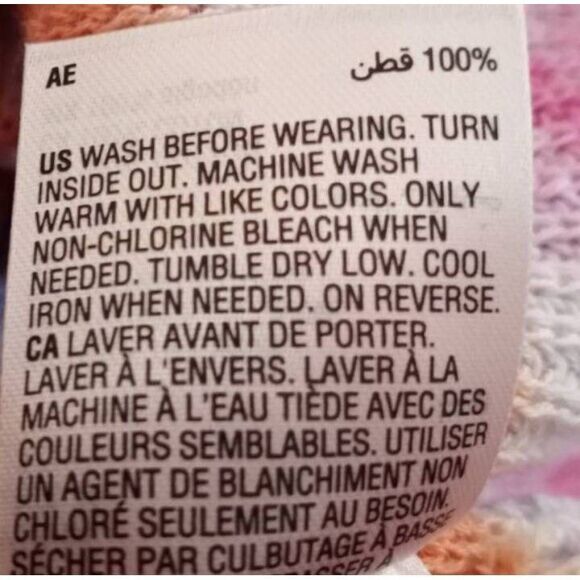 AE 100% قطن
US WASH BEFORE WEARING. TURN
INSIDE OUT. MACHINE WASH
WARM WITH LIKE COLORS. ONLY
NON-CHLORINE BLEACH WHEN
NEEDED. TUMBLE DRY LOW. COOL
IRON WHEN NEEDED. ON REVERSE.
CA LAVER AVANT DE PORTER.
LAVER À L'ENVERS. LAVER À LA
MACHINE À L'EAU TIÈDE AVEC DES
COULEURS SEMBLABLES. UTILISER
UN AGENT DE BLANCHIMENT NON
CHLORÉ SEULEMENT AU BESOIN.
SÉCHER PAR CULBUTAGE À BASSE